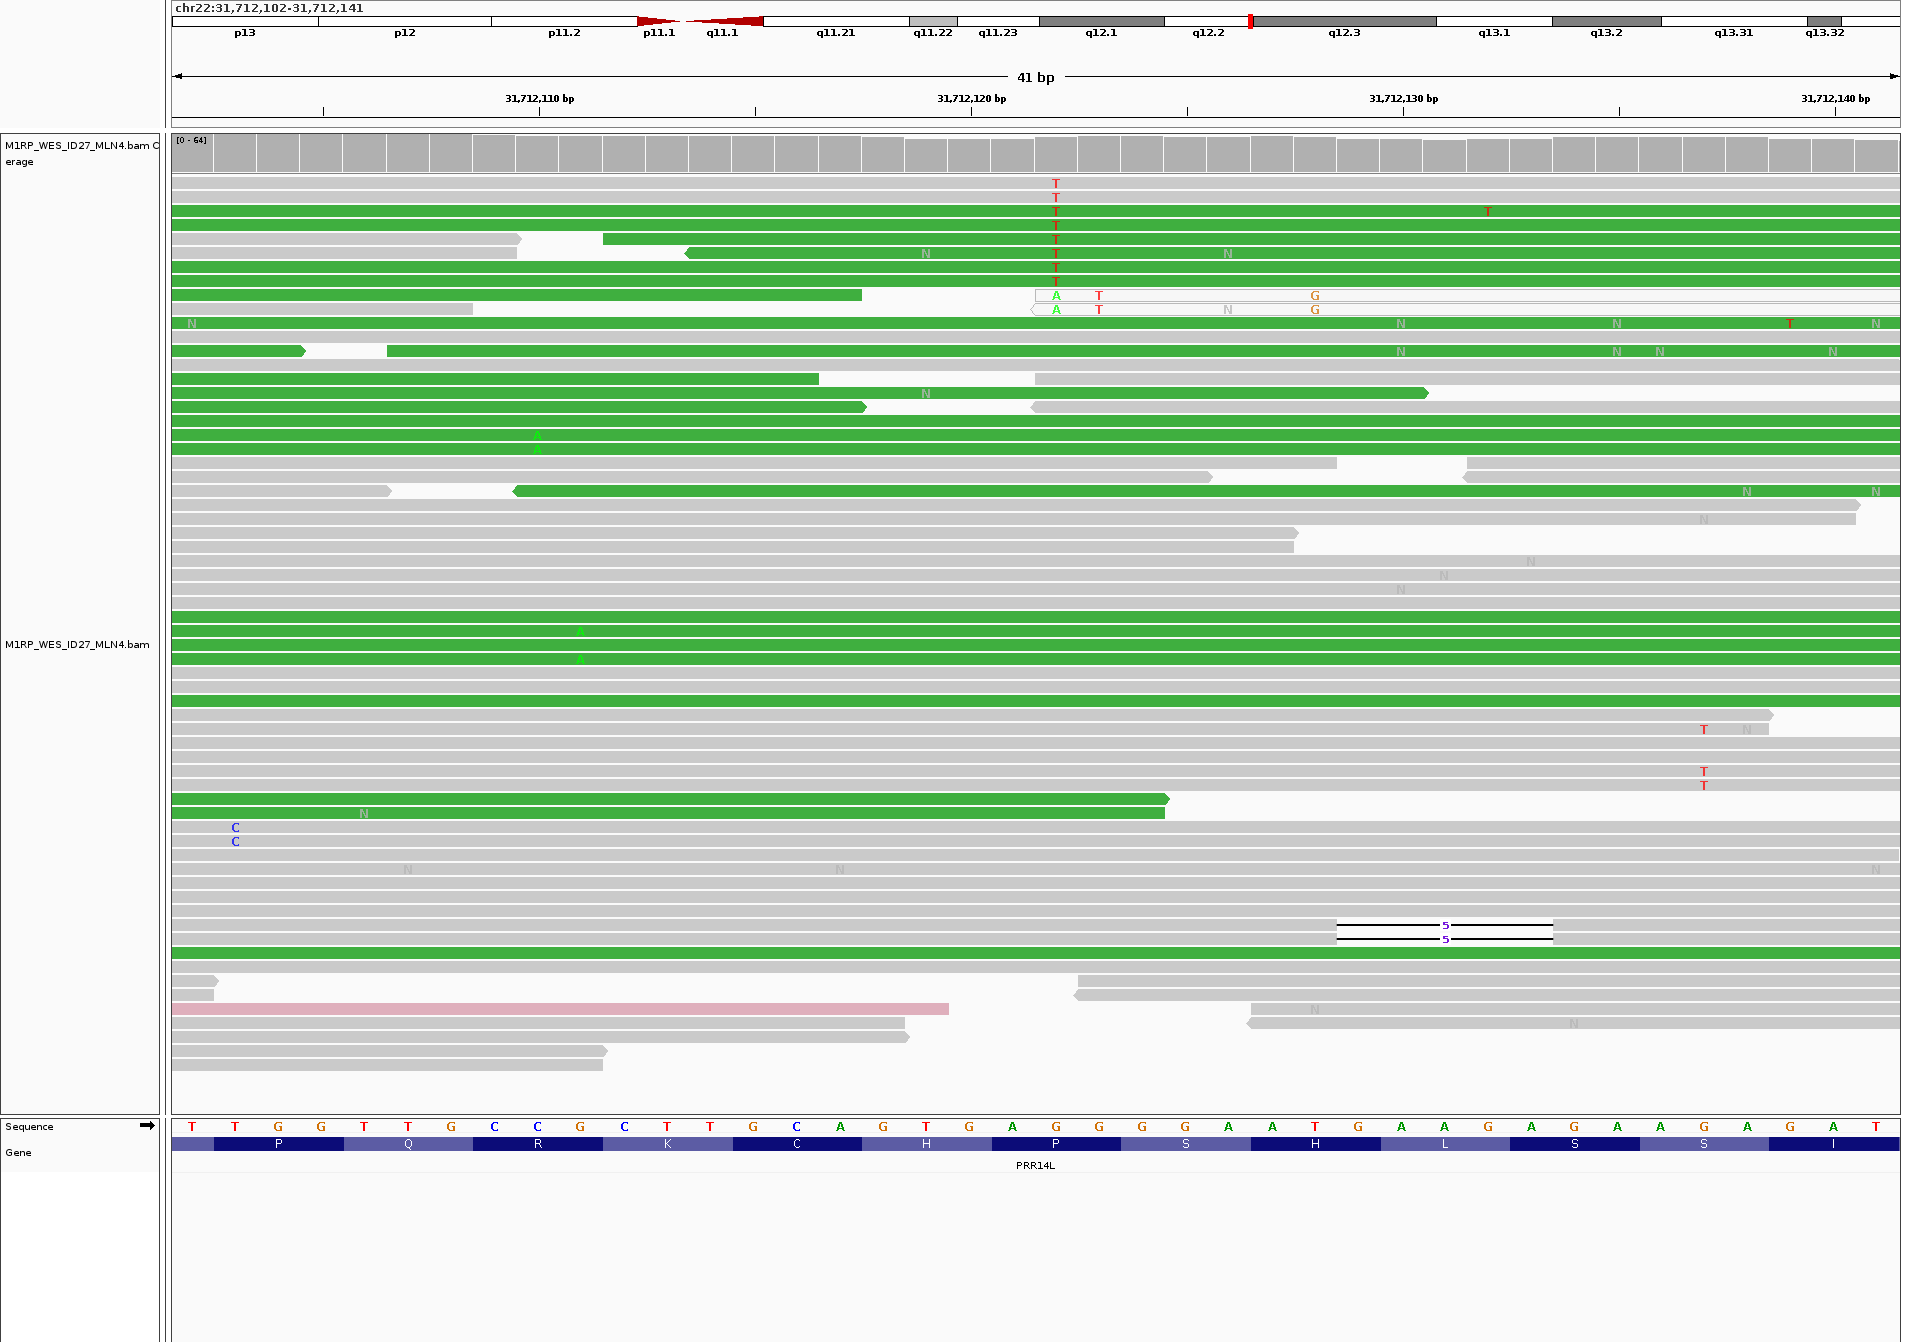 chr22:31,712,102-31,712,141
p13 p12 p11.2 p11.1 q11.1 q11.21 q11.22 q11.23 q12.1 q12.2 q12.3 q13.1 q13.2 q13.31 q13.32
41 bp
31,712,110 bp 31,712,120 bp 31,712,130 bp 31,712,140 bp
M1RP_WES_ID27_MLN4.bam C
erage
[0 - 64]
T
T
T T
T
T
N T N
T
T
A T G
A T N G
N N N T N
N N N N
N
A
A
N N
N
N
N
N
A
M1RP_WES_ID27_MLN4.bam
A
T N
T
T
N
C
C
N N N
5
5
N
N
Sequence T T G G T T G C C G C T T G C A G T G A G G G G A A T G A A G A G A A G A G A T
Gene P Q R K C H P S H L S S I
PRR14L